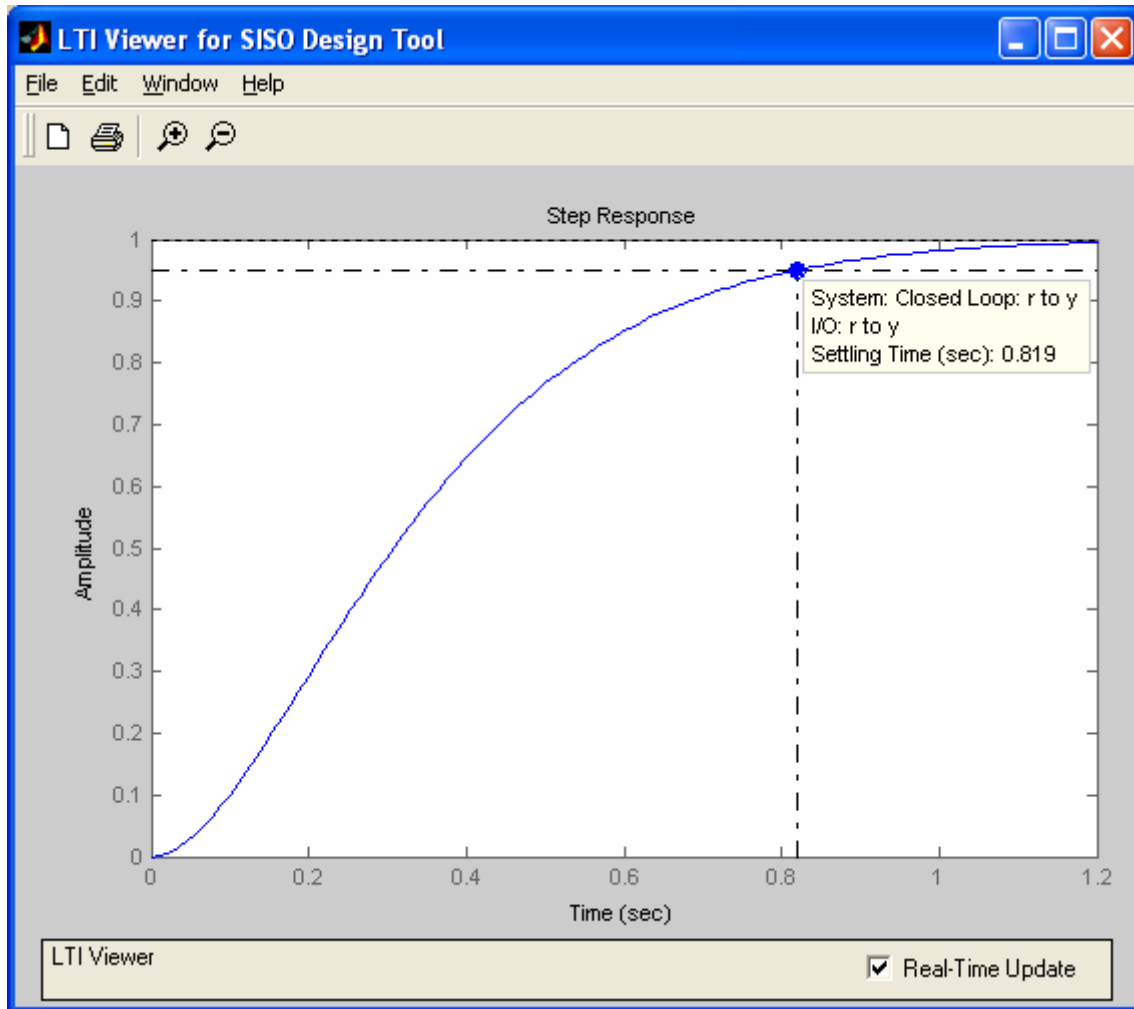 LTI Viewer for SISO Design Tool
File Edit Window Help
Step Response
1
0.9
0.8
0.7
0.6
0.5
0.4
0.3
0.2
0.1
0
Amplitude
System: Closed Loop: r to y
I/O: r to y
Settling Time (sec): 0.819
0 0.2 0.4 0.6 0.8 1 1.2
Time (sec)
LTI Viewer
Real-Time Update